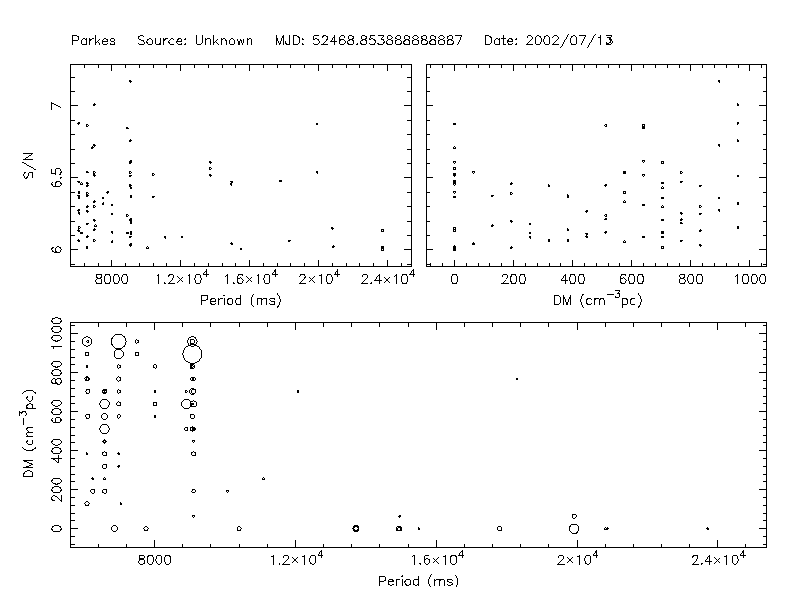 Parkes Source: Unknown MJD: 52468.853888888887 Date: 2002/07/13
S/N
7
6.5
6
8000 1.2×10⁴ 1.6×10⁴ 2×10⁴ 2.4×10⁴
Period (ms)
0 200 400 600 800 1000
DM (cm⁻³pc)
DM (cm⁻³pc)
1000
800
600
400
200
0
8000 1.2×10⁴ 1.6×10⁴ 2×10⁴ 2.4×10⁴
Period (ms)